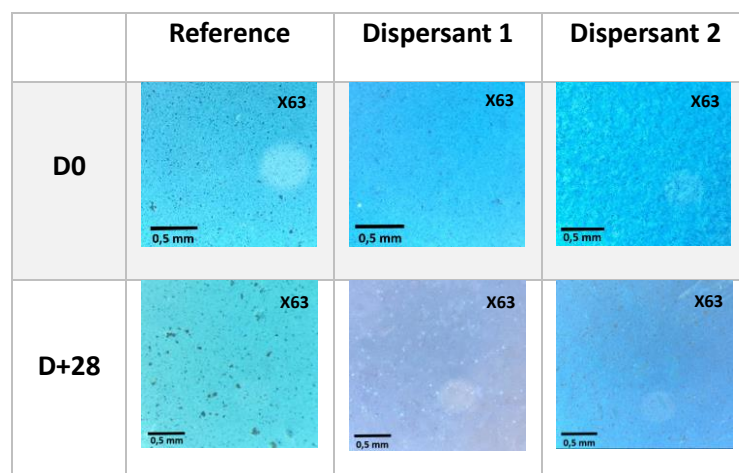 Reference Dispersant 1 Dispersant 2
D0
X63 X63 X63
0,5 mm 0,5 mm 0,5 mm
D+28
X63 X63 X63
0,5 mm 0,5 mm 0,5 mm